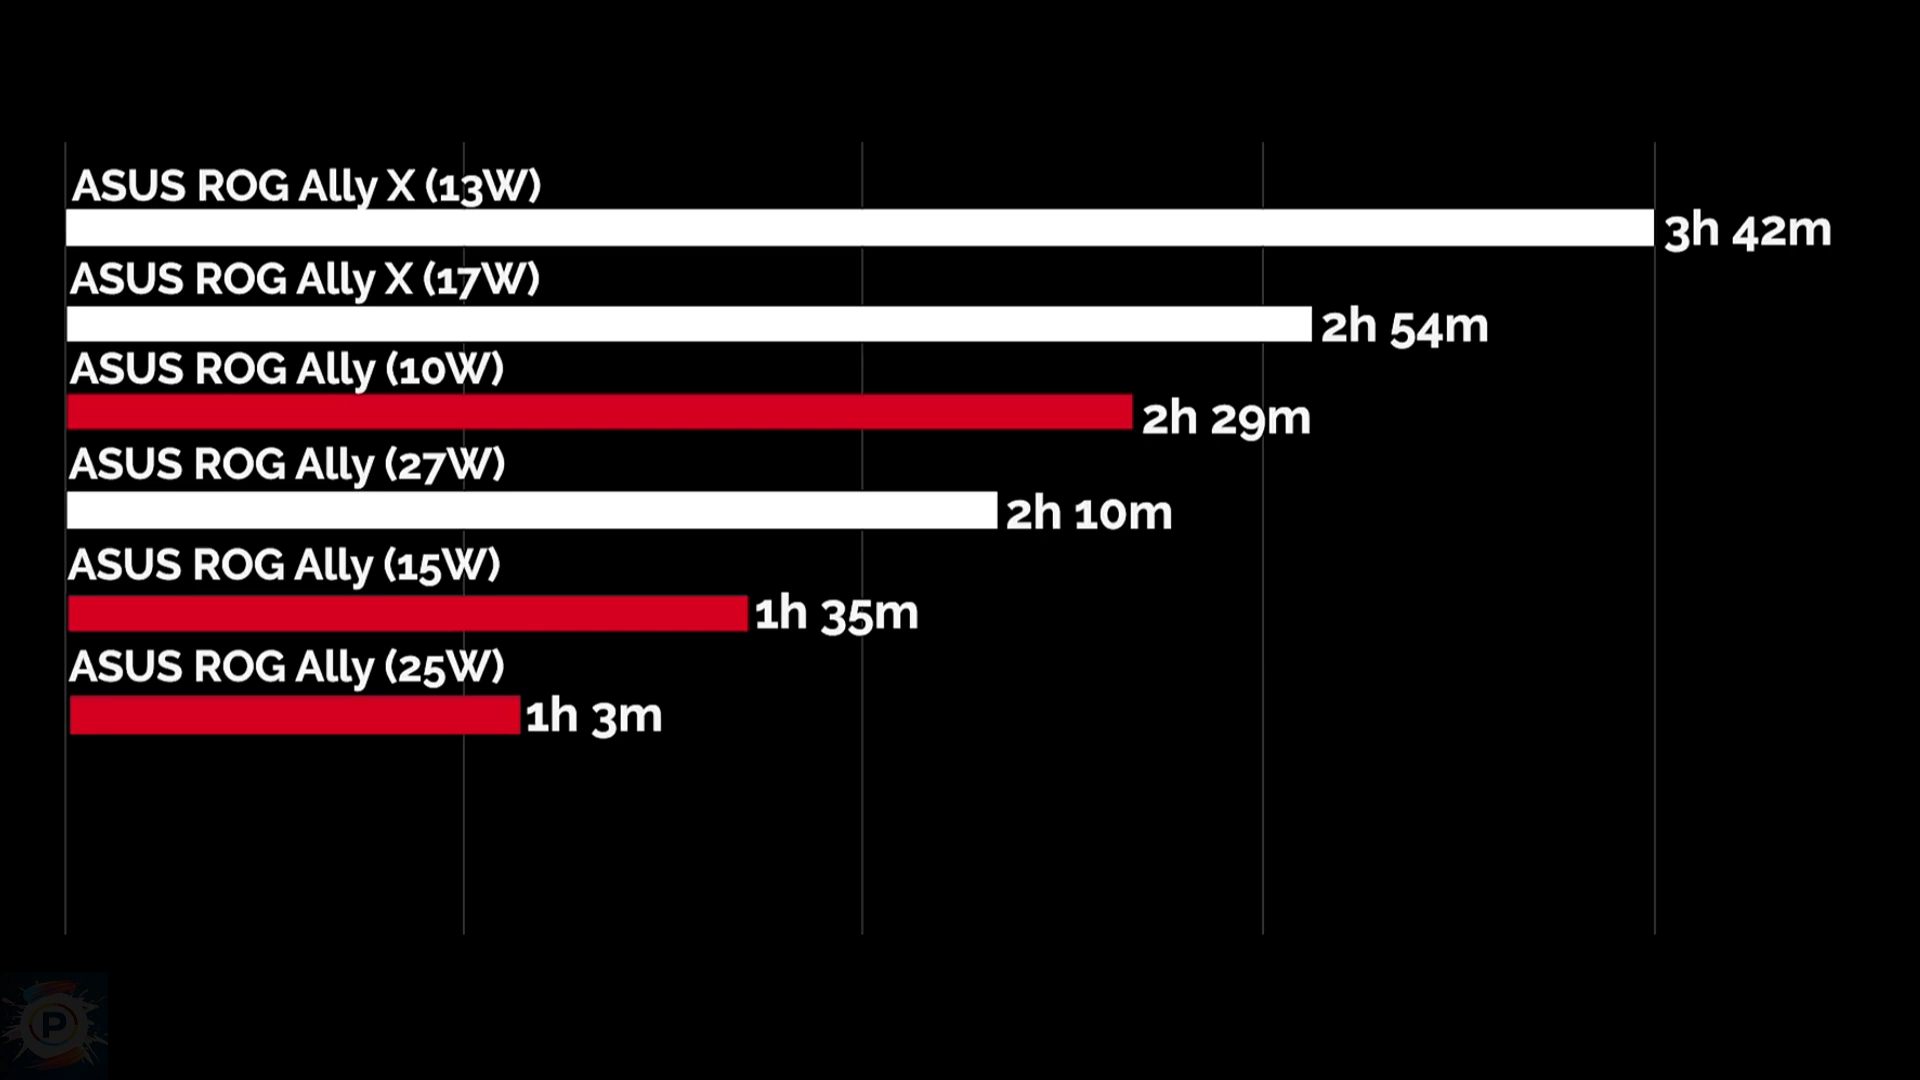 ASUS ROG Ally X (13W)
3h 42m
ASUS ROG Ally X (17W)
2h 54m
ASUS ROG Ally (10W)
2h 29m
ASUS ROG Ally (27W)
2h 10m
ASUS ROG Ally (15W)
1h 35m
ASUS ROG Ally (25W)
1h 3m
P